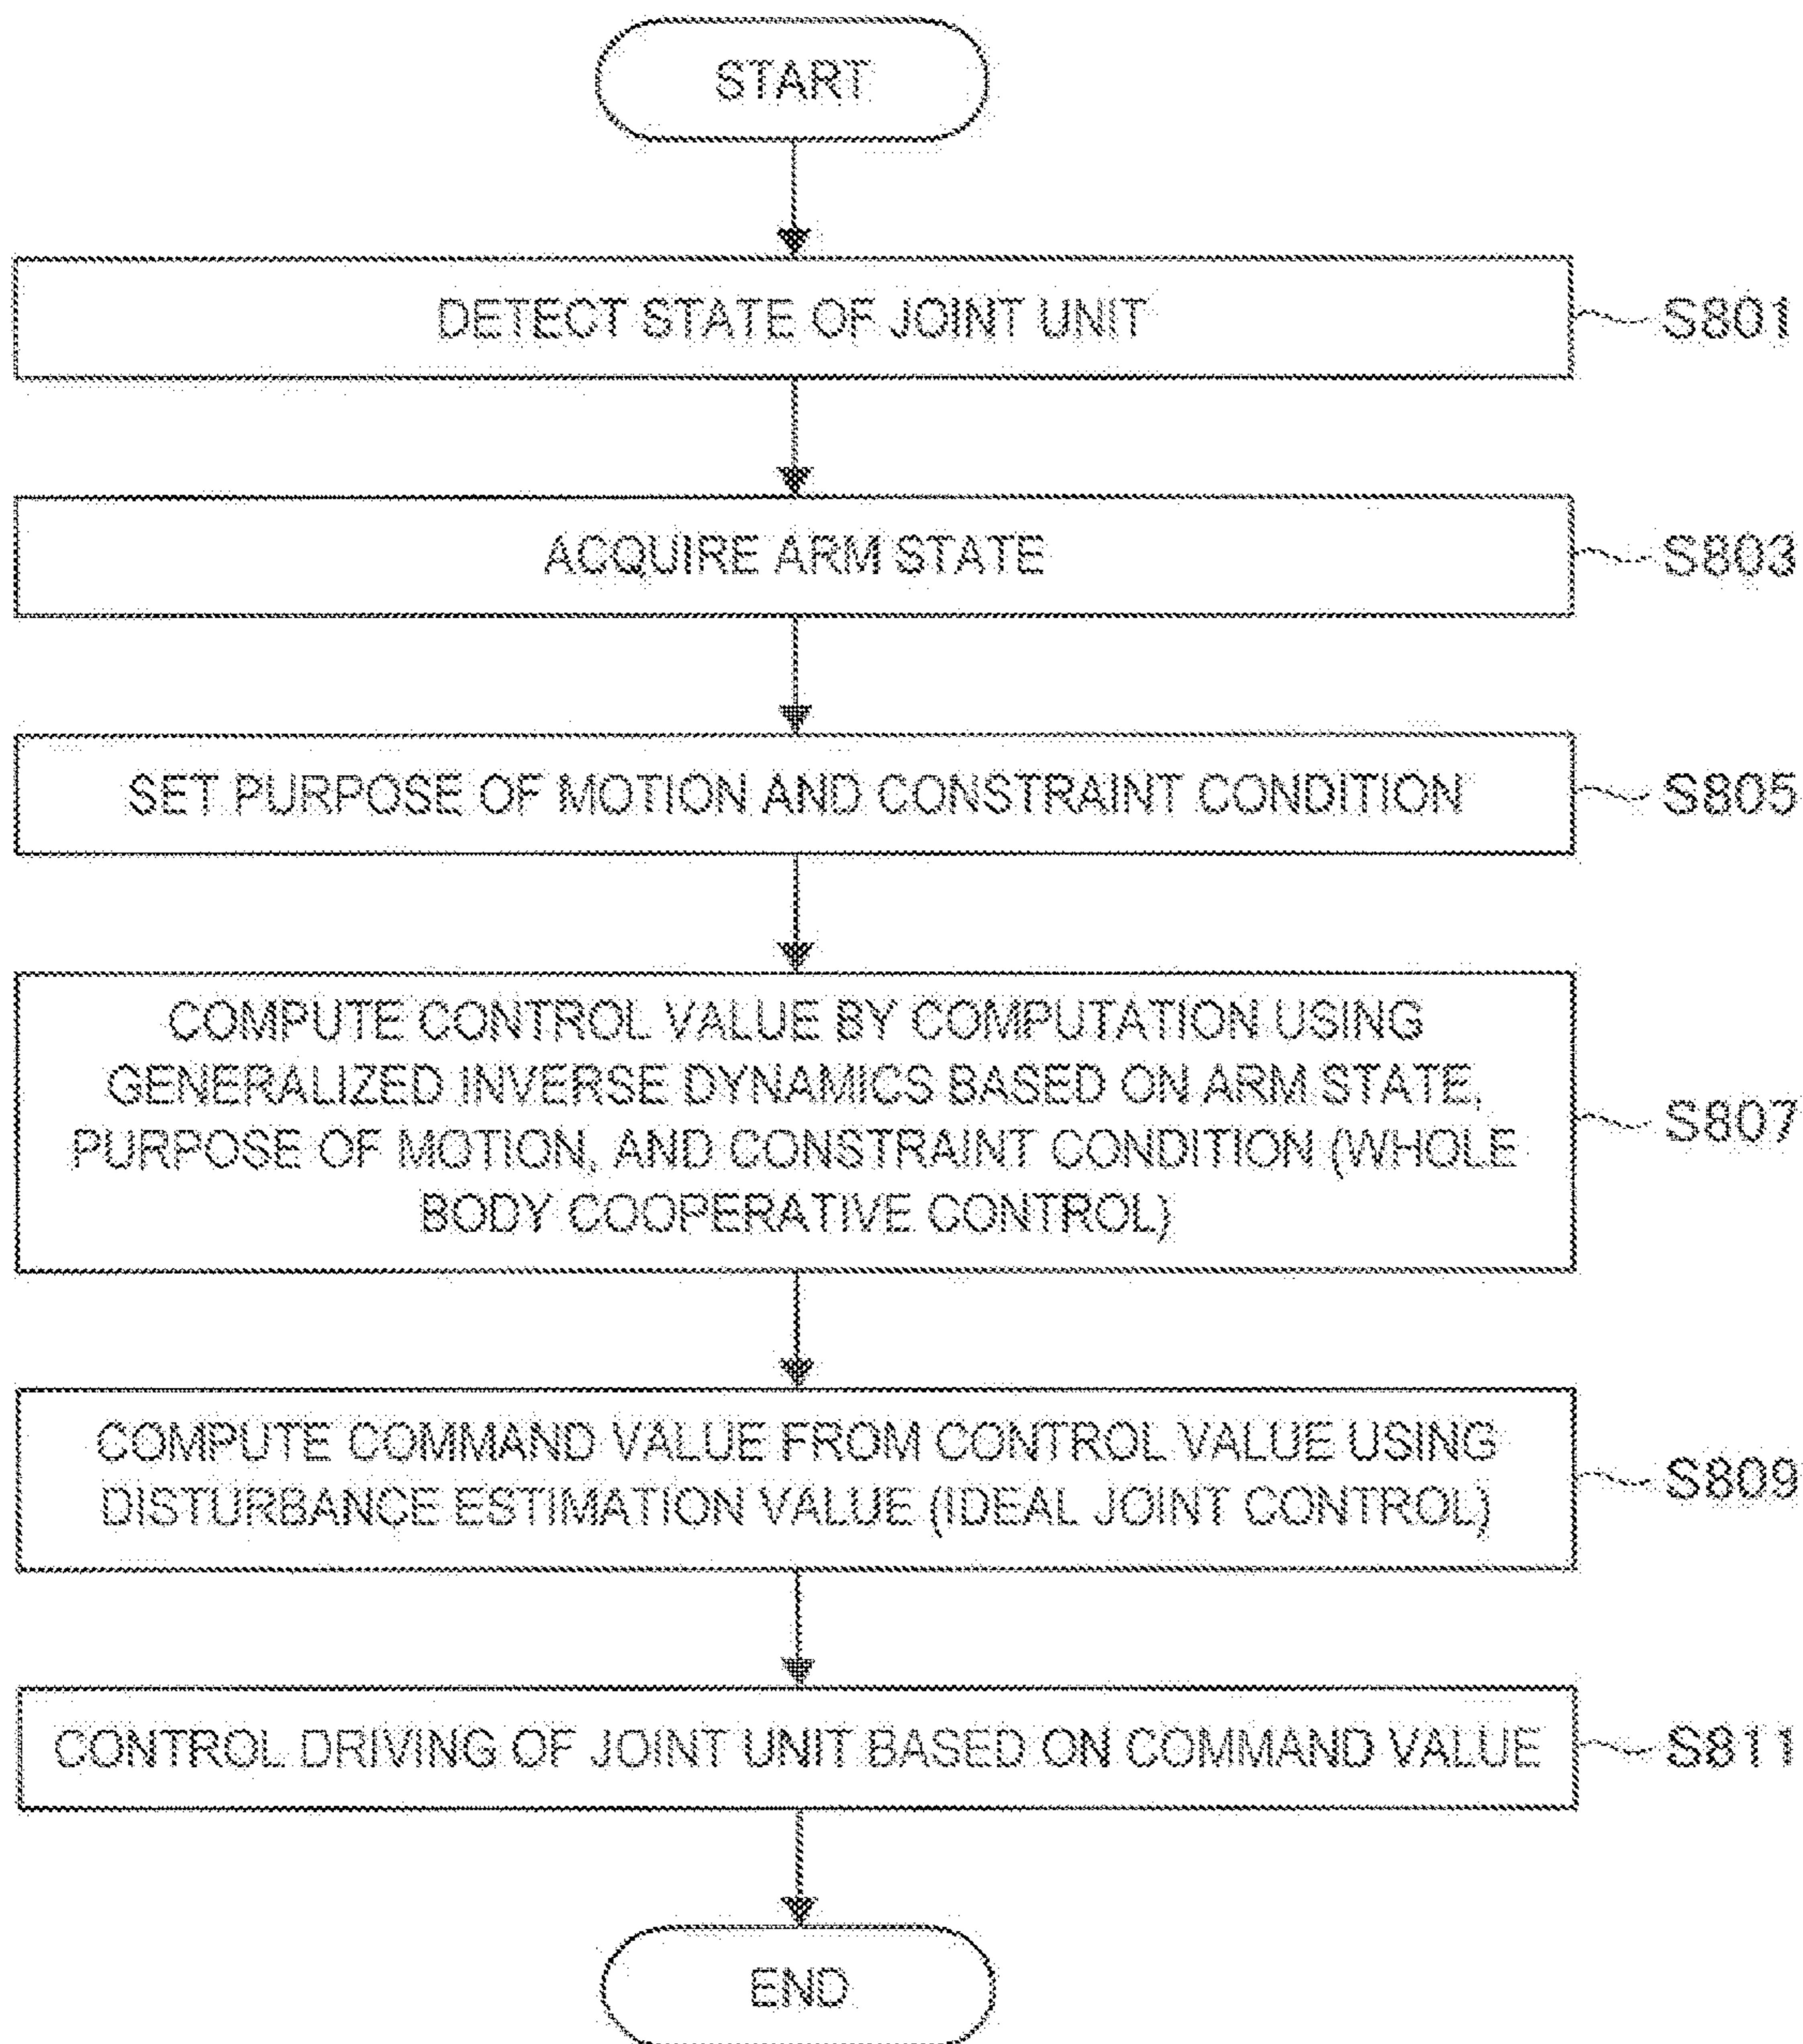 START
DETECT STATE OF JOINT UNIT
S801
ACQUIRE ARM STATE
S803
SET PURPOSE OF MOTION AND CONSTRAINT CONDITION
S805
COMPUTE CONTROL VALUE BY COMPUTATION USING
GENERALIZED INVERSE DYNAMICS BASED ON ARM STATE,
PURPOSE OF MOTION, AND CONSTRAINT CONDITION (WHOLE
BODY COOPERATIVE CONTROL)
S807
COMPUTE COMMAND VALUE FROM CONTROL VALUE USING
DISTURBANCE ESTIMATION VALUE (IDEAL JOINT CONTROL)
S809
CONTROL DRIVING OF JOINT UNIT BASED ON COMMAND VALUE
S811
END